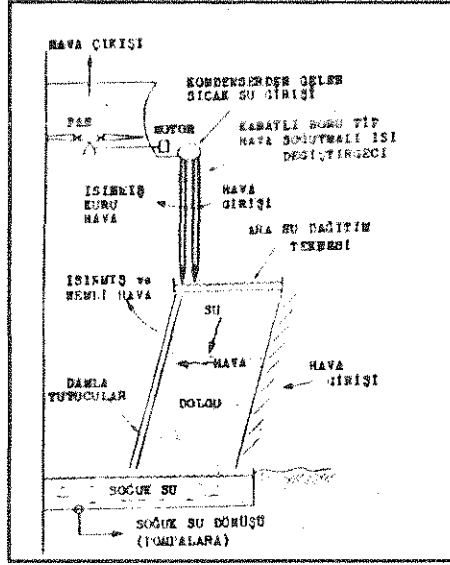 HAVA ÇIKIŞI
KONDENSERDEN GELEN
SICAK SU GİRİŞİ
FAN
MOTOR
KANATLI BORU TİP
HAVA SOĞUTMALI ISI
DEĞİŞTİRGECİ
ISINMIŞ
KURU
HAVA
HAVA
GİRİŞİ
ARA SU DAĞITIM
TEKNESİ
ISINMIŞ ve
NEMLİ HAVA
SU
HAVA
HAVA
GİRİŞİ
DAMLA
TUTUCULAR
DOLGU
SOĞUK SU
SOĞUK SU DÖNÜŞÜ
(POMPALARA)